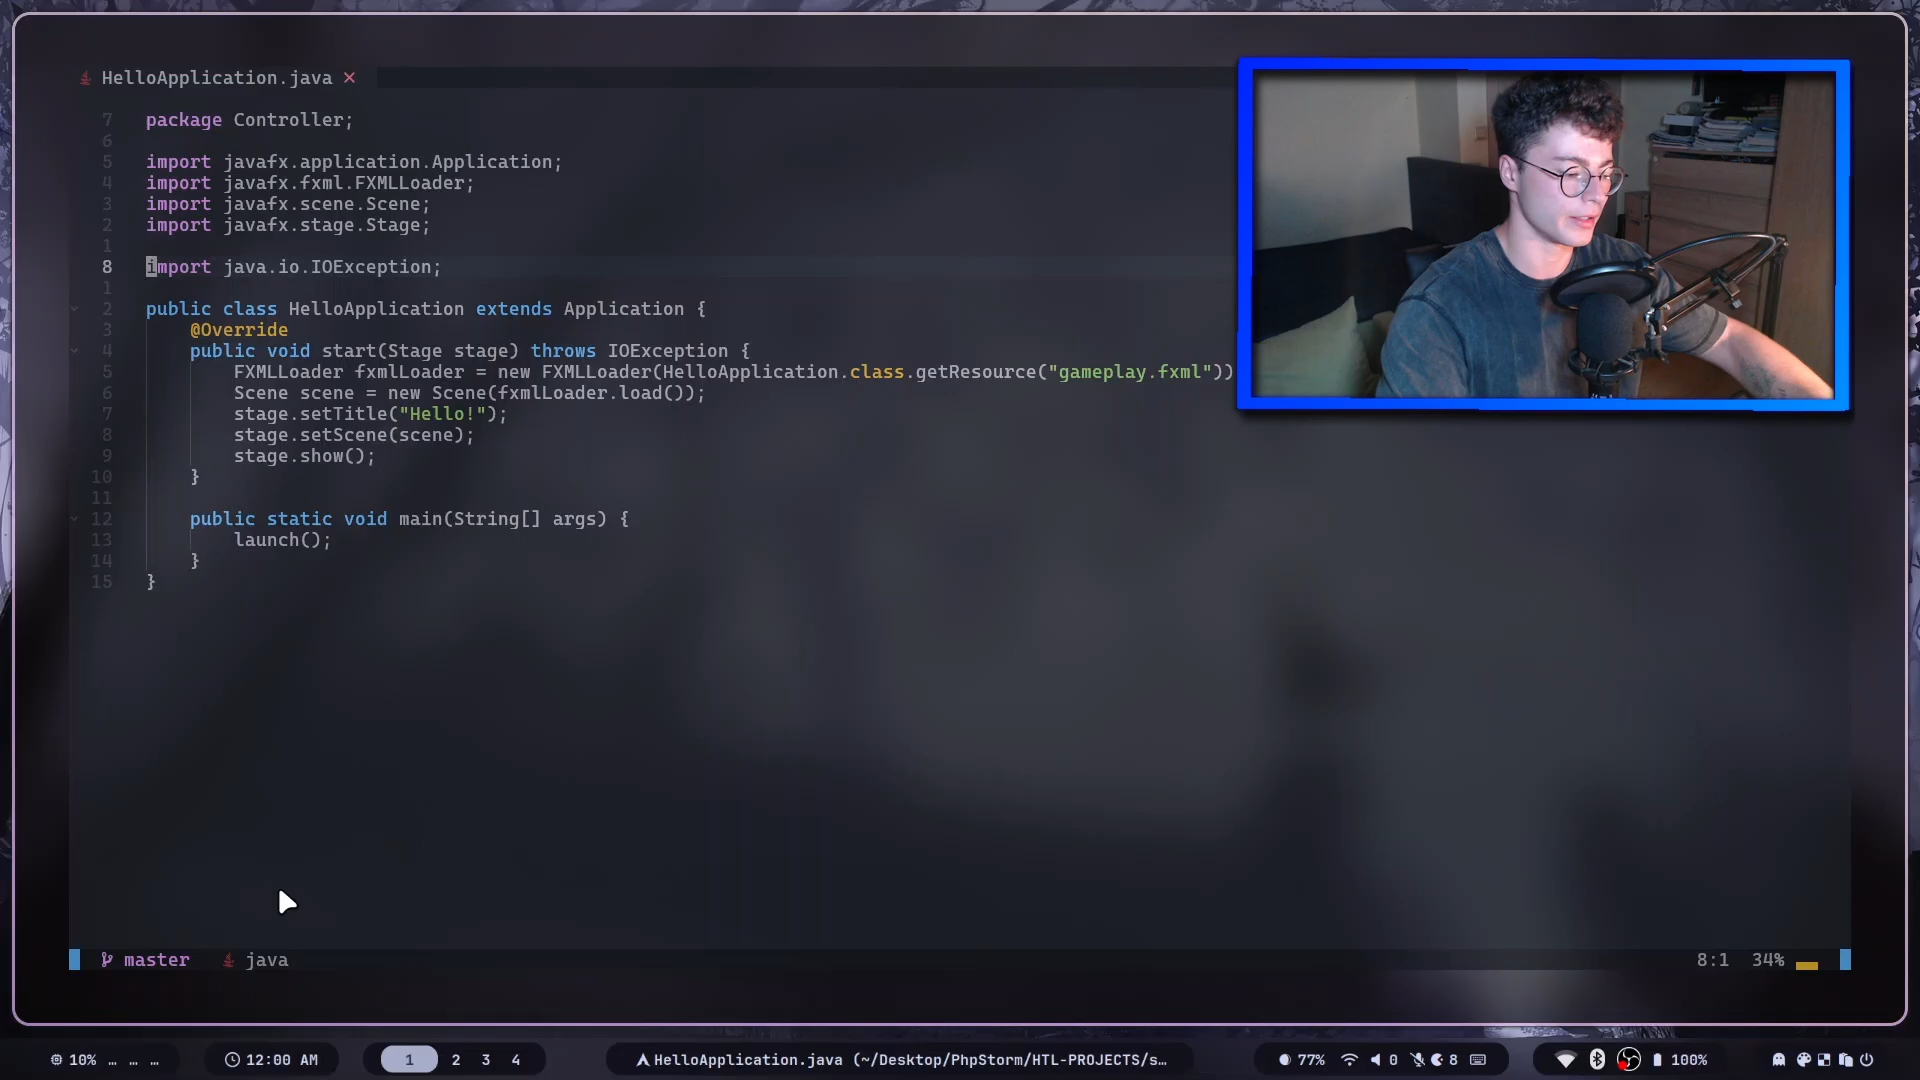 HelloApplication.java ×
7 package Controller;
6
5 import javafx.application.Application;
4 import javafx.fxml.FXMLLoader;
3 import javafx.scene.Scene;
2 import javafx.stage.Stage;
1
8 import java.io.IOException;
1
2 public class HelloApplication extends Application {
3 @Override
4 public void start(Stage stage) throws IOException {
5 FXMLLoader fxmlLoader = new FXMLLoader(HelloApplication.class.getResource("gameplay.fxml"))
6 Scene scene = new Scene(fxmlLoader.load());
7 stage.setTitle("Hello!");
8 stage.setScene(scene);
9 stage.show();
10 }
11
12 public static void main(String[] args) {
13 launch();
14 }
15 }
master java 8:1 34%
10% … … … 12:00 AM 1 2 3 4 HelloApplication.java (~/Desktop/PhpStorm/HTL-PROJECTS/s… 77% 0 8 100%